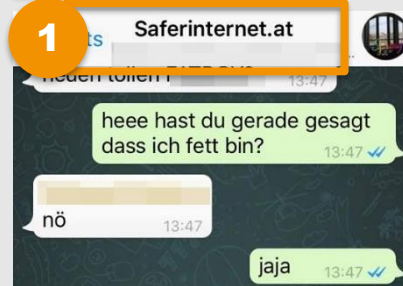 1
Saferinternet.at
13:47
heee hast du gerade gesagt
dass ich fett bin?
13:47
nö
13:47
jaja
13:47